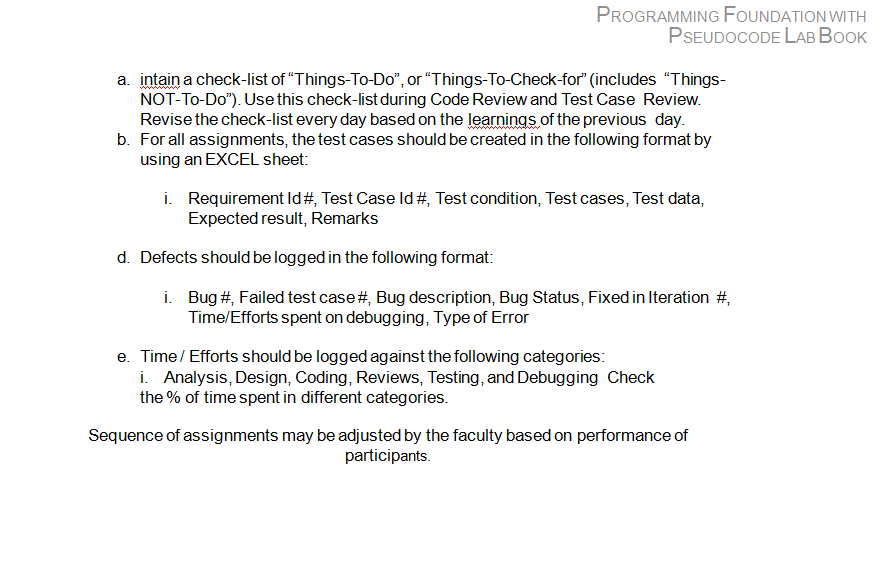 PROGRAMMING FOUNDATION WITH
PSEUDOCODE LAB BOOK
a. intain a check-list of “Things-To-Do”, or “Things-To-Check-for” (includes “Things-
NOT-To-Do”). Use this check-list during Code Review and Test Case Review.
Revise the check-list every day based on the learnings of the previous day.
b. For all assignments, the test cases should be created in the following format by
using an EXCEL sheet:
i. Requirement Id #, Test Case Id #, Test condition, Test cases, Test data,
Expected result, Remarks
d. Defects should be logged in the following format:
i. Bug #, Failed test case #, Bug description, Bug Status, Fixed in Iteration #,
Time/Efforts spent on debugging, Type of Error
e. Time / Efforts should be logged against the following categories:
i. Analysis, Design, Coding, Reviews, Testing, and Debugging Check
the % of time spent in different categories.
Sequence of assignments may be adjusted by the faculty based on performance of
participants.